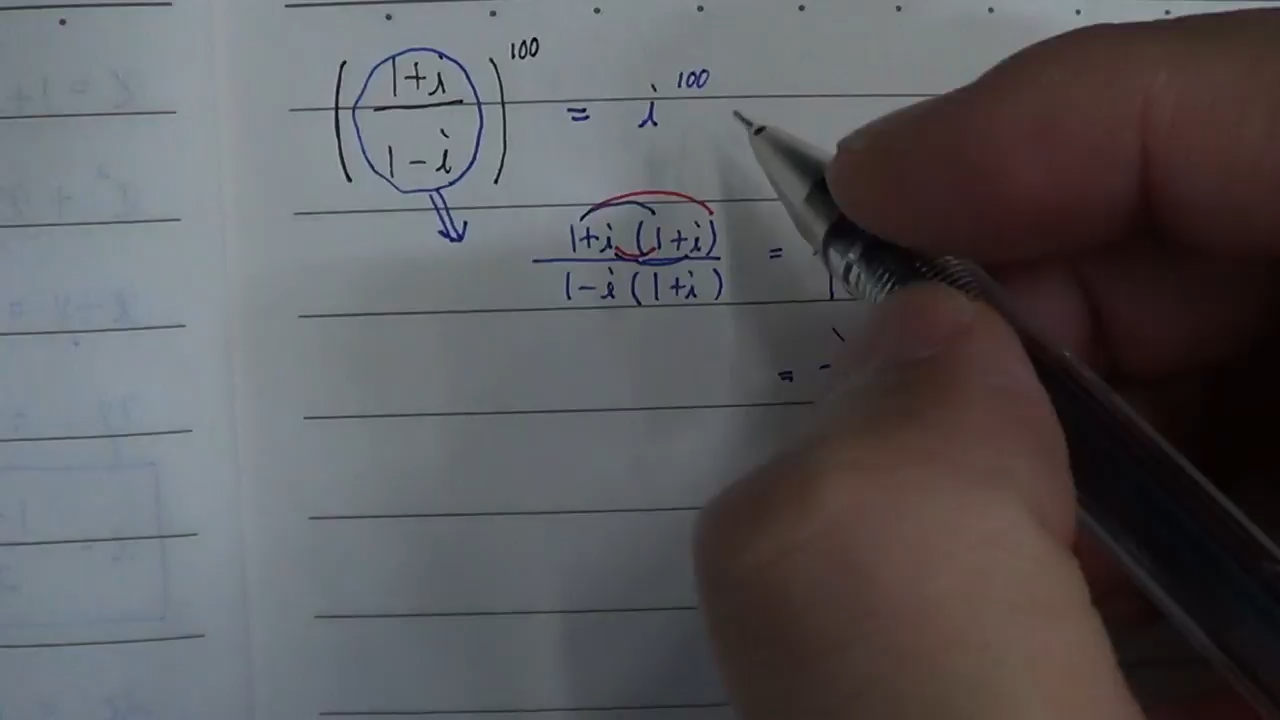 (1+i / 1-i)^100 = i^100
1+i (1+i) / 1-i (1+i) =
= -